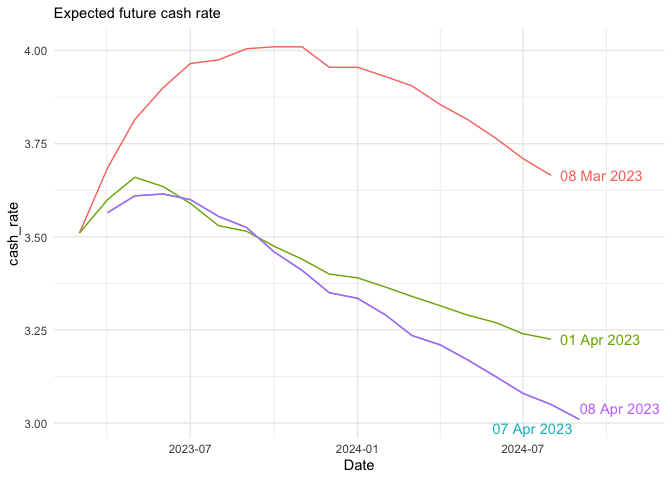 Expected future cash rate
4.00
3.75
3.50
3.25
3.00
cash_rate
08 Mar 2023
01 Apr 2023
08 Apr 2023
07 Apr 2023
2023-07
2024-01
2024-07
Date